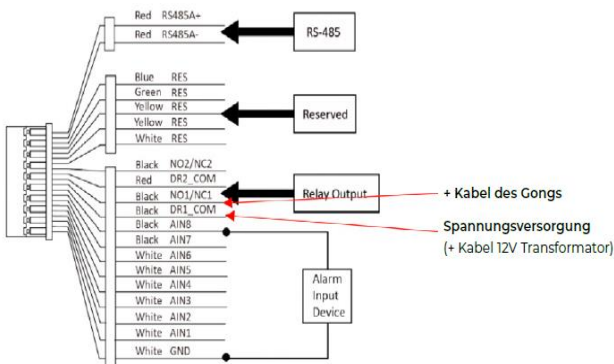 Red RS485A+
Red RS485A-
RS-485
Blue RES
Green RES
Yellow RES
Yellow RES
White RES
Reserved
Black NO2/NC2
Red DR2_COM
Black NO1/NC1
Black DR1_COM
Relay Output
+ Kabel des Gongs
Spannungsversorgung
(+ Kabel 12V Transformator)
Black AIN8
Black AIN7
White AIN6
White AIN5
White AIN4
White AIN3
White AIN2
White AIN1
White GND
Alarm
Input
Device